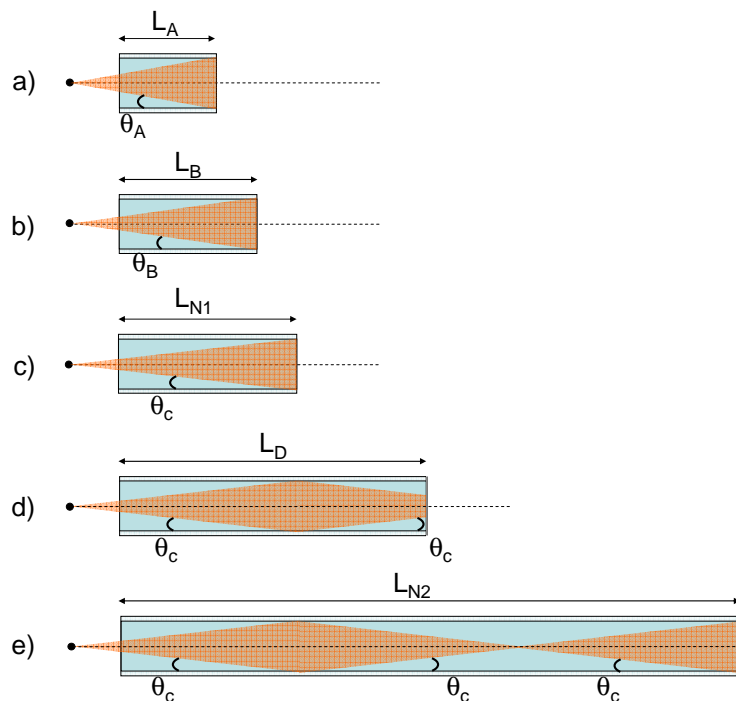 L_A
a)
θ_A
L_B
b)
θ_B
L_N1
c)
θ_c
L_D
d)
θ_c θ_c
L_N2
e)
θ_c θ_c θ_c